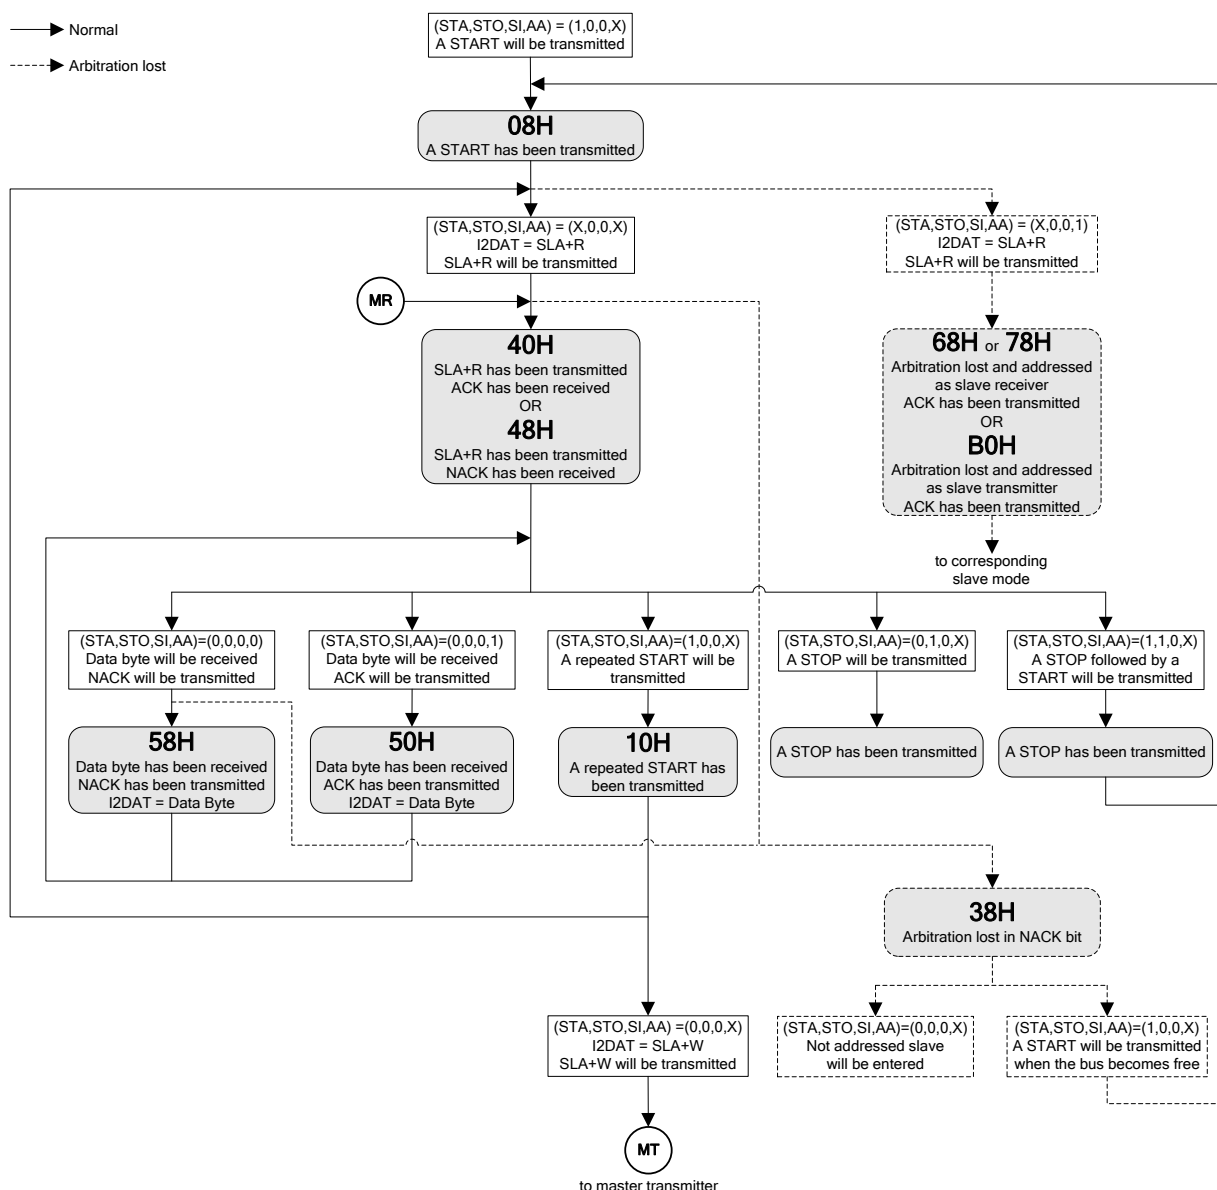 Normal
Arbitration lost
(STA,STO,SI,AA) = (1,0,0,X)
A START will be transmitted
08H
A START has been transmitted
(STA,STO,SI,AA) = (X,0,0,X)
I2DAT = SLA+R
SLA+R will be transmitted
(STA,STO,SI,AA) = (X,0,0,1)
I2DAT = SLA+R
SLA+R will be transmitted
MR
40H
SLA+R has been transmitted
ACK has been received
OR
48H
SLA+R has been transmitted
NACK has been received
68H or 78H
Arbitration lost and addressed
as slave receiver
ACK has been transmitted
OR
B0H
Arbitration lost and addressed
as slave transmitter
ACK has been transmitted
to corresponding
slave mode
(STA,STO,SI,AA)=(0,0,0,0)
Data byte will be received
NACK will be transmitted
(STA,STO,SI,AA)=(0,0,0,1)
Data byte will be received
ACK will be transmitted
(STA,STO,SI,AA)=(1,0,0,X)
A repeated START will be
transmitted
(STA,STO,SI,AA)=(0,1,0,X)
A STOP will be transmitted
(STA,STO,SI,AA)=(1,1,0,X)
A STOP followed by a
START will be transmitted
58H
Data byte has been received
NACK has been transmitted
I2DAT = Data Byte
50H
Data byte has been received
ACK has been transmitted
I2DAT = Data Byte
10H
A repeated START has
been transmitted
A STOP has been transmitted
A STOP has been transmitted
38H
Arbitration lost in NACK bit
(STA,STO,SI,AA) =(0,0,0,X)
I2DAT = SLA+W
SLA+W will be transmitted
(STA,STO,SI,AA)=(0,0,0,X)
Not addressed slave
will be entered
(STA,STO,SI,AA)=(1,0,0,X)
A START will be transmitted
when the bus becomes free
MT
to master transmitter